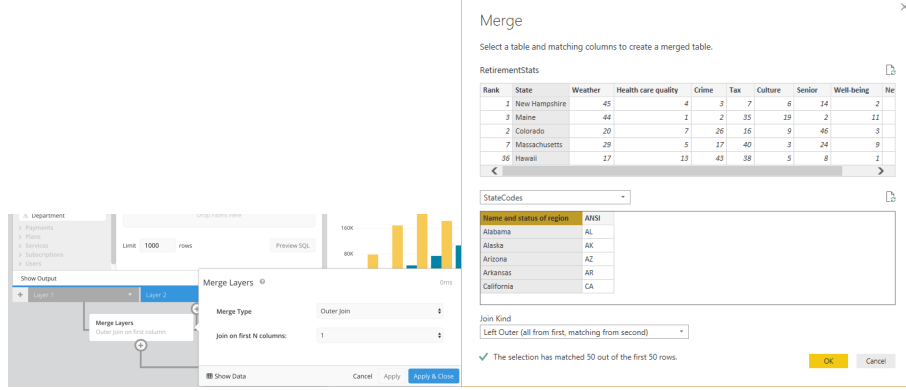 Department
Payments
Plans
Services
Subscriptions
Users
Drop filters here
Limit 1000 rows
Preview SQL
160K
80K
Show Output
+ Layer 1
Layer 2
Merge Layers
Outer Join on first column
Merge Layers
0ms
Merge Type
Outer Join
Join on first N columns:
1
Show Data
Cancel
Apply
Apply & Close
Merge
Select a table and matching columns to create a merged table.
RetirementStats
Rank State Weather Health care quality Crime Tax Culture Senior Well-being Ne
1 New Hampshire 45 4 3 7 6 14 2
3 Maine 44 1 2 35 19 2 11
2 Colorado 20 7 26 16 9 46 3
7 Massachusetts 29 5 17 40 3 24 9
36 Hawaii 17 13 43 38 5 8 1
StateCodes
Name and status of region ANSI
Alabama AL
Alaska AK
Arizona AZ
Arkansas AR
California CA
Join Kind
Left Outer (all from first, matching from second)
The selection has matched 50 out of the first 50 rows.
OK
Cancel